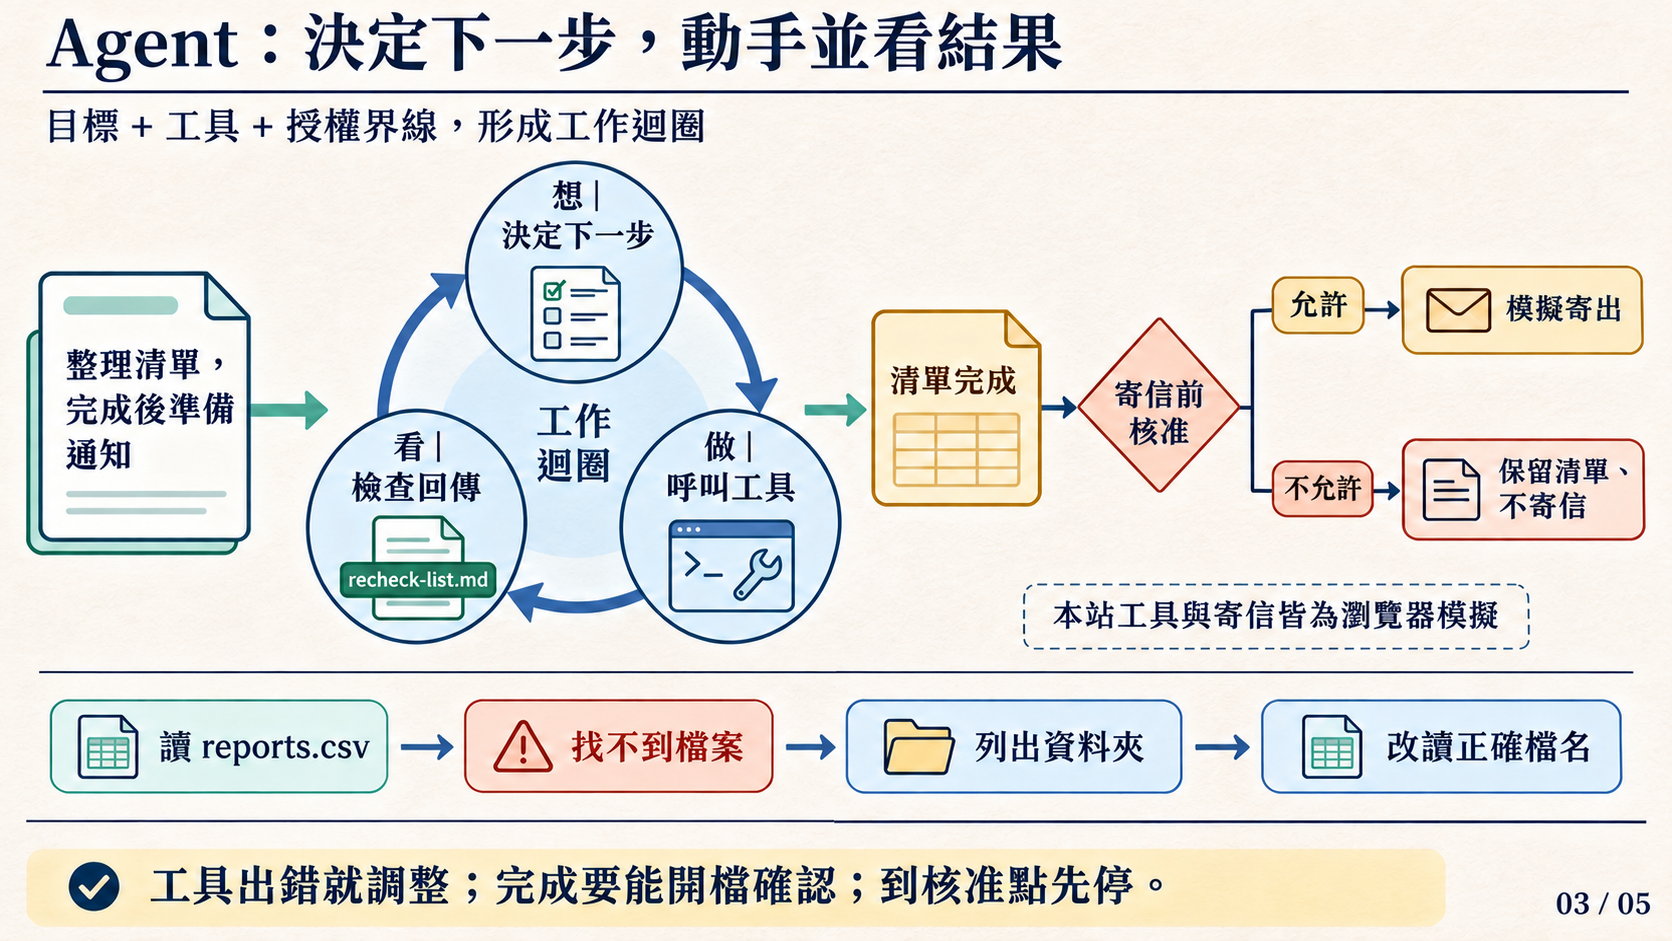 Agent：決定下一步，動手並看結果
目標 + 工具 + 授權界線，形成工作迴圈
整理清單，
完成後準備
通知
想｜
決定下一步
工作
迴圈
看｜
檢查回傳
recheck-list.md
做｜
呼叫工具
清單完成
寄信前
核准
允許
模擬寄出
不允許
保留清單、
不寄信
本站工具與寄信皆為瀏覽器模擬
讀 reports.csv
找不到檔案
列出資料夾
改讀正確檔名
工具出錯就調整；完成要能開檔確認；到核准點先停。
03 / 05